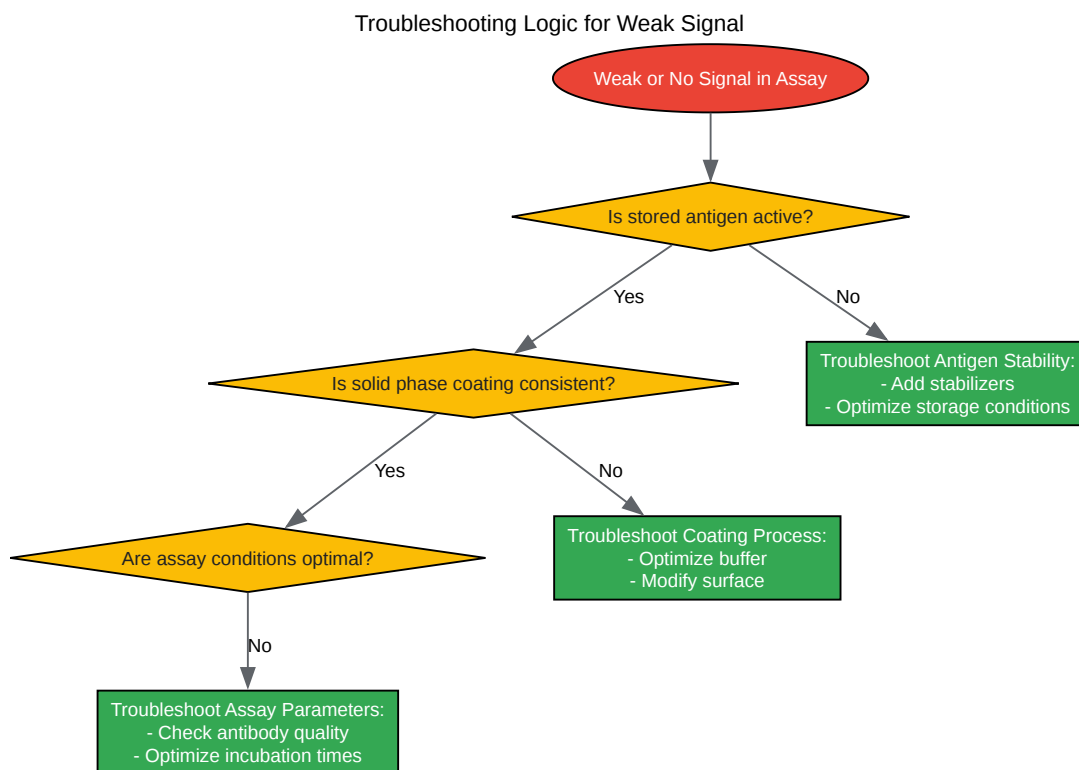 Troubleshooting Logic for Weak Signal
Weak or No Signal in Assay
Is stored antigen active?
Yes
No
Troubleshoot Antigen Stability:
- Add stabilizers
- Optimize storage conditions
Is solid phase coating consistent?
Yes
No
Troubleshoot Coating Process:
- Optimize buffer
- Modify surface
Are assay conditions optimal?
No
Troubleshoot Assay Parameters:
- Check antibody quality
- Optimize incubation times